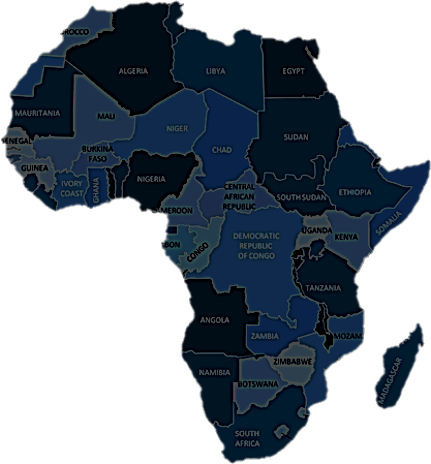 ROCCO
ALGERIA
LIBYA
EGYPT
MAURITANIA
MALI
NIGER
CHAD
SUDAN
SENEGAL
GUINEA
BURKINA
FASO
IVORY
COAST
GHANA
NIGERIA
CENTRAL
AFRICAN
REPUBLIC
SOUTH SUDAN
ETHIOPIA
SOMALIA
CAMEROON
BON
CONGO
DEMOCRATIC
REPUBLIC
OF CONGO
UGANDA
KENYA
TANZANIA
ANGOLA
ZAMBIA
MOZAM
ZIMBABWE
NAMIBIA
BOTSWANA
MADAGASCAR
SOUTH
AFRICA